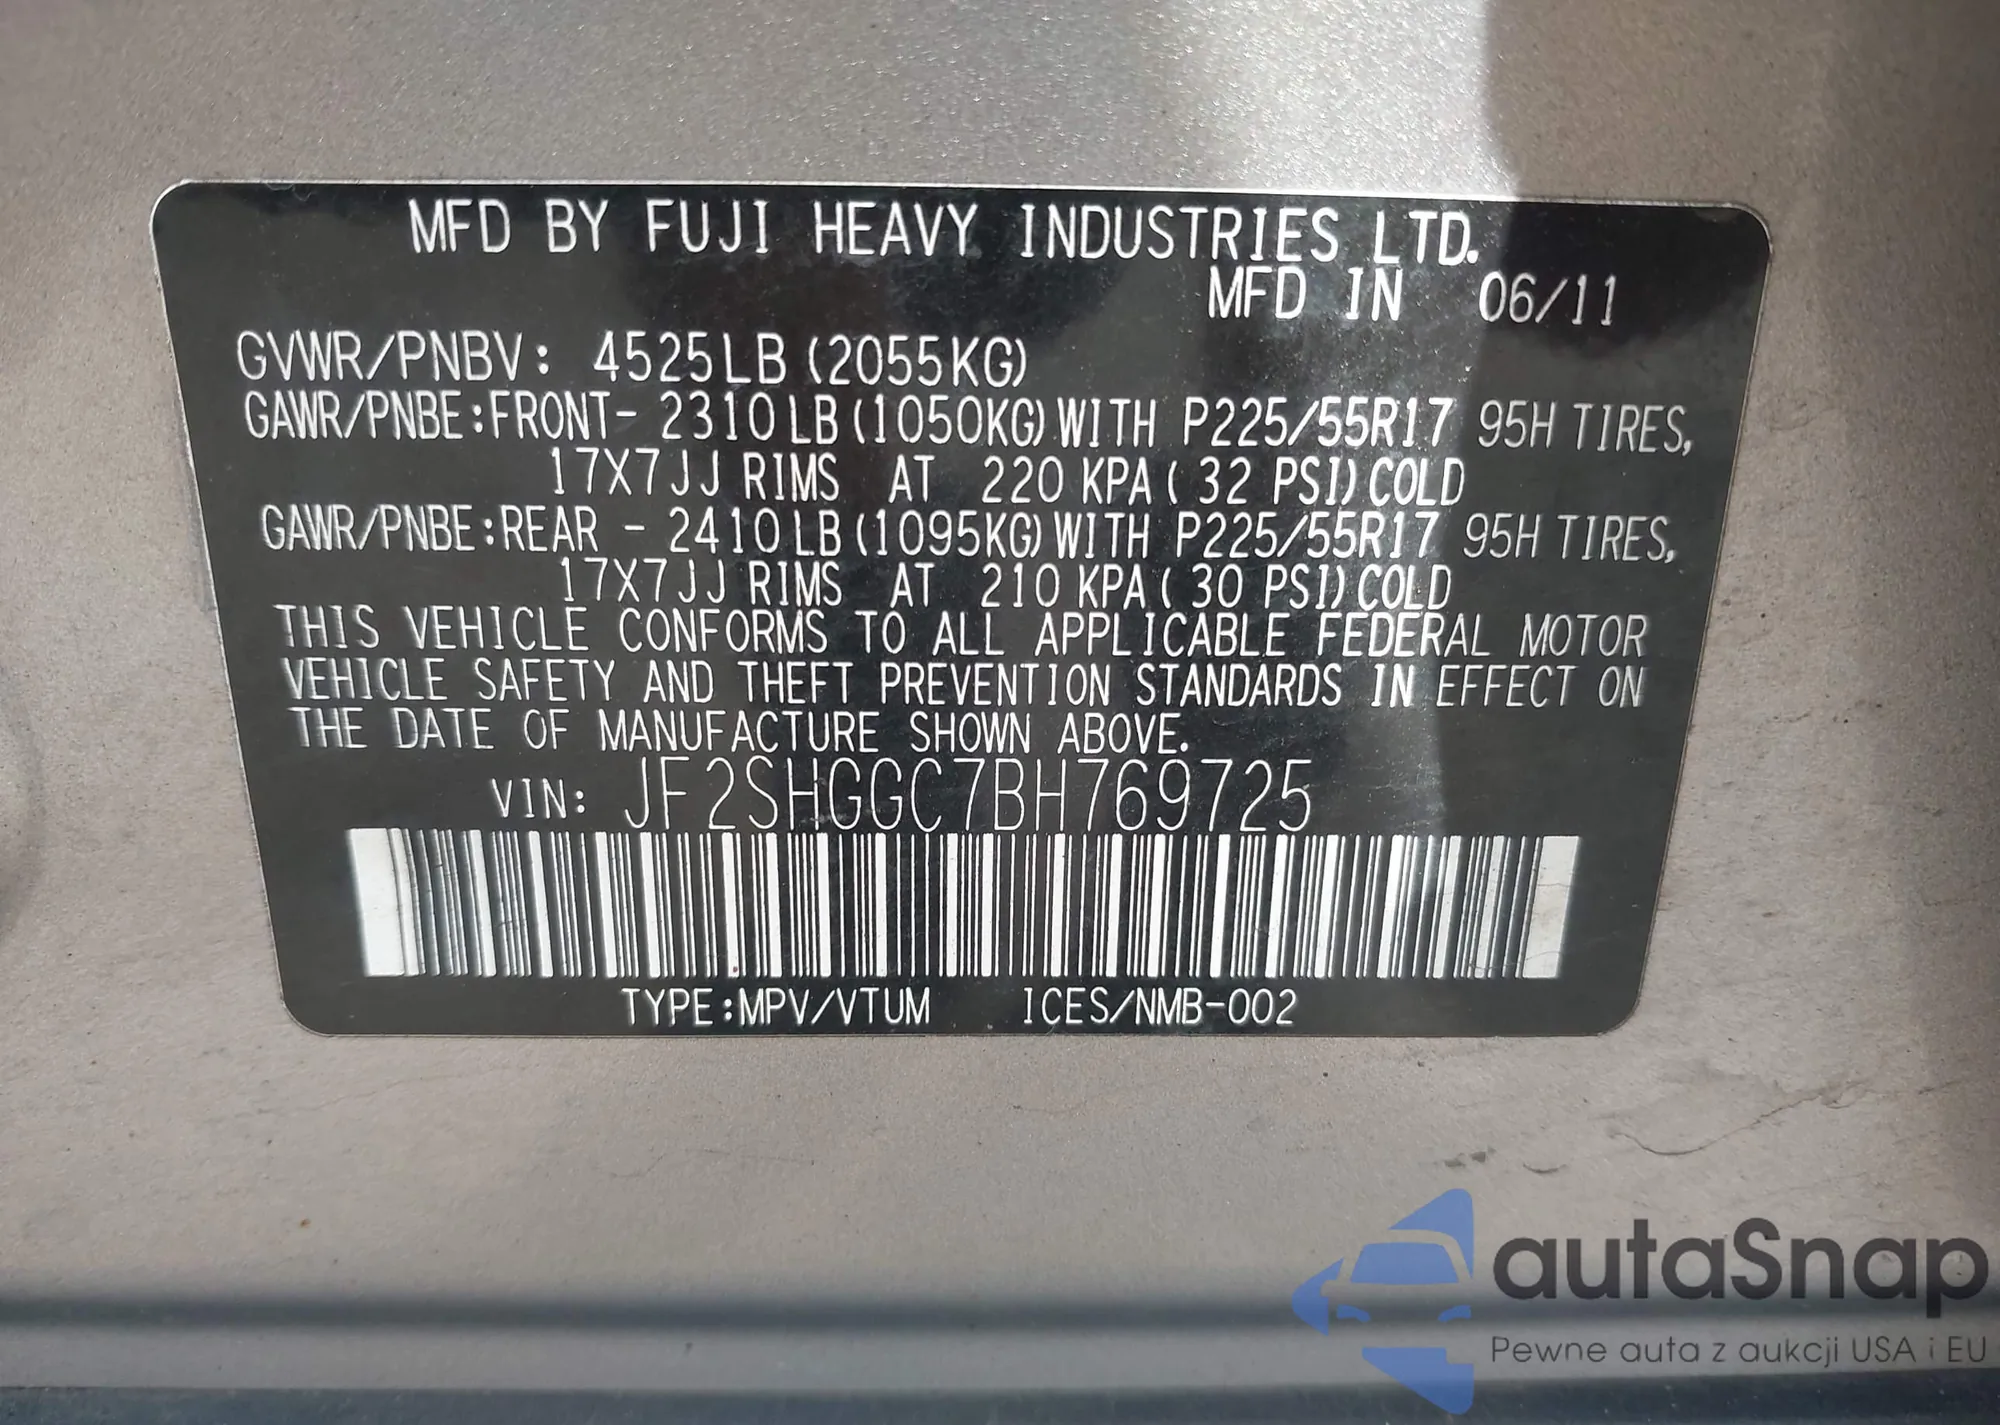 MFD BY FUJI HEAVY INDUSTRIES LTD.
MFD IN 06/11
GVWR/PNBV: 4525LB (2055KG)
GAWR/PNBE:FRONT- 2310LB(1050KG)WITH P225/55R17 95H TIRES,
17X7JJ RIMS AT 220 KPA( 32 PSI)COLD
GAWR/PNBE:REAR - 2410LB(1095KG)WITH P225/55R17 95H TIRES,
17X7JJ RIMS AT 210 KPA( 30 PSI)COLD
THIS VEHICLE CONFORMS TO ALL APPLICABLE FEDERAL MOTOR
VEHICLE SAFETY AND THEFT PREVENTION STANDARDS IN EFFECT ON
THE DATE OF MANUFACTURE SHOWN ABOVE.
VIN: JF2SHGGC7BH769725
TYPE:MPV/VTUM ICES/NMB-002
autaSnap
Pewne auta z aukcji USA i EU